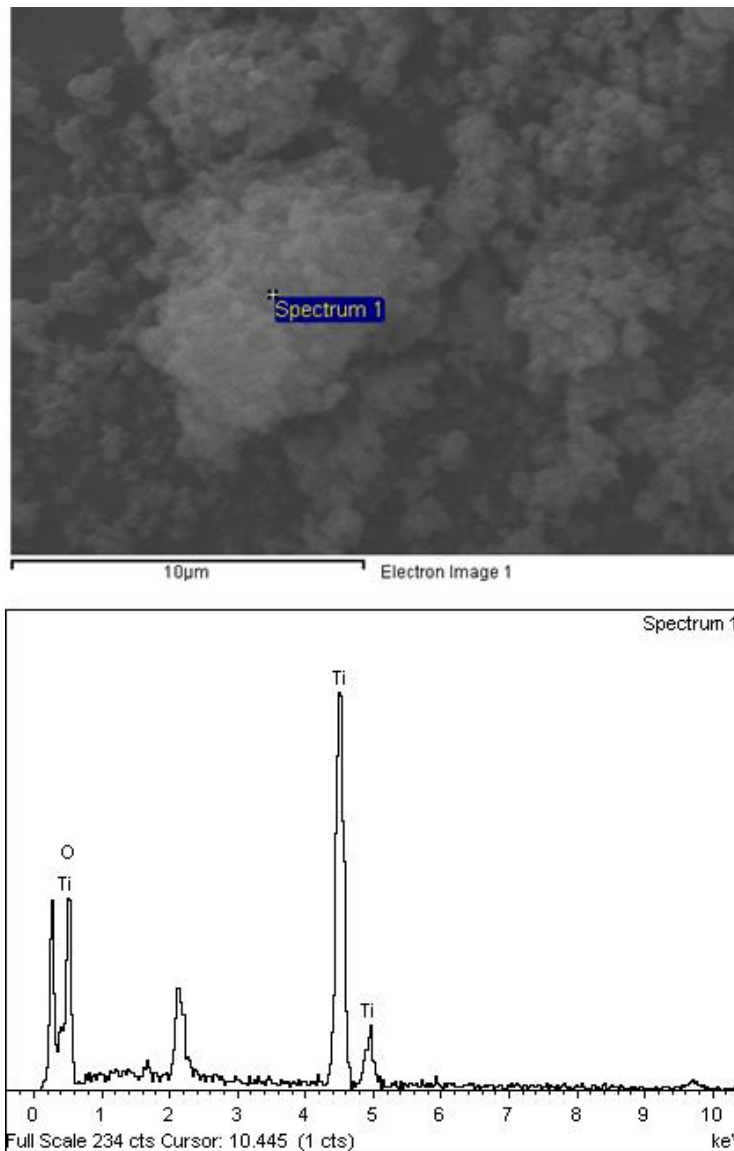 Spectrum 1
10µm Electron Image 1
Spectrum 1
Ti
O
Ti
Ti
0 1 2 3 4 5 6 7 8 9 10
Full Scale 234 cts Cursor: 10.445 (1 cts) keV